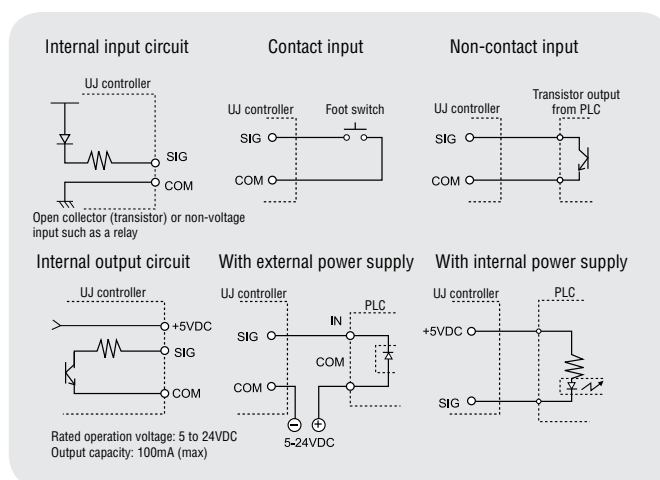 Internal input circuit
Contact input
Non-contact input
UJ controller
SIG
COM
Open collector (transistor) or non-voltage
input such as a relay
UJ controller
Foot switch
SIG
COM
UJ controller
Transistor output
from PLC
SIG
COM
Internal output circuit
With external power supply
With internal power supply
UJ controller
+5VDC
SIG
COM
Rated operation voltage: 5 to 24VDC
Output capacity: 100mA (max)
UJ controller
PLC
IN
SIG
COM
COM
5-24VDC
UJ controller
PLC
+5VDC
SIG